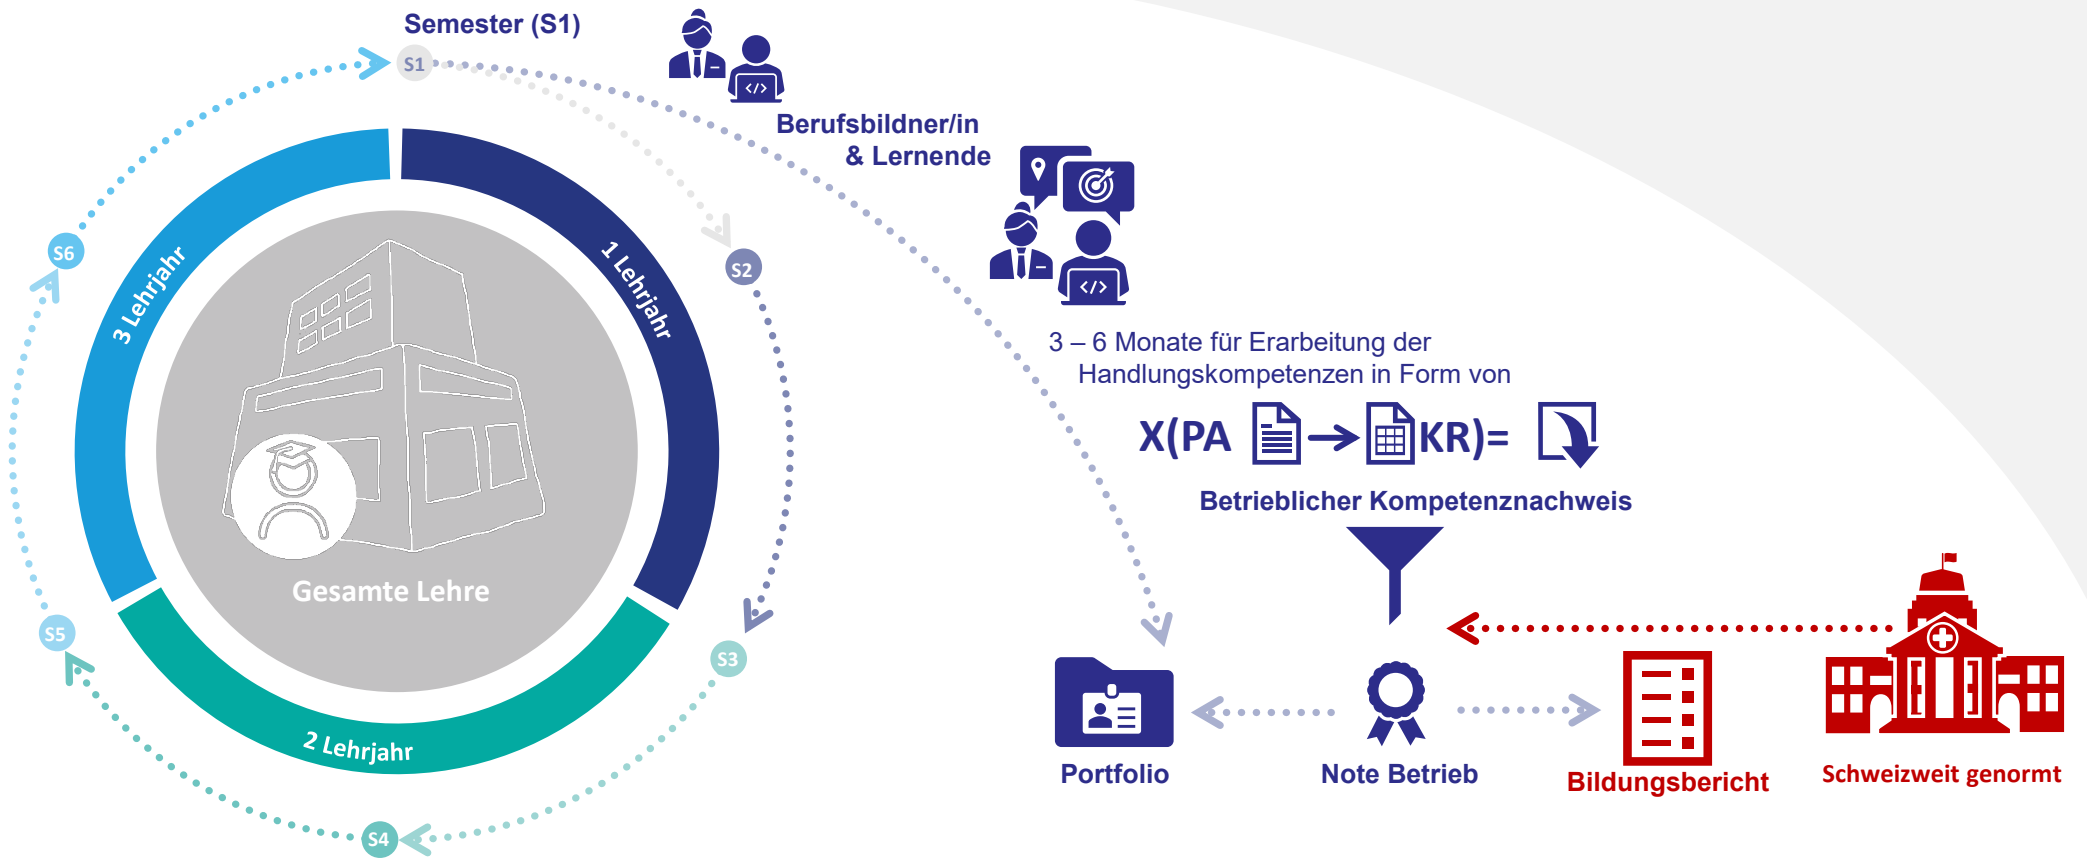 Semester (S1)
S1
</>
Berufsbildner/in
& Lernende
S6
S2
</>
3 Lehrjahr
1 Lehrjahr
3 – 6 Monate für Erarbeitung der
Handlungskompetenzen in Form von
X(PA
KR)=
Betrieblicher Kompetenznachweis
Gesamte Lehre
S5
S3
2 Lehrjahr
Portfolio
Note Betrieb
Bildungsbericht
Schweizweit genormt
S4